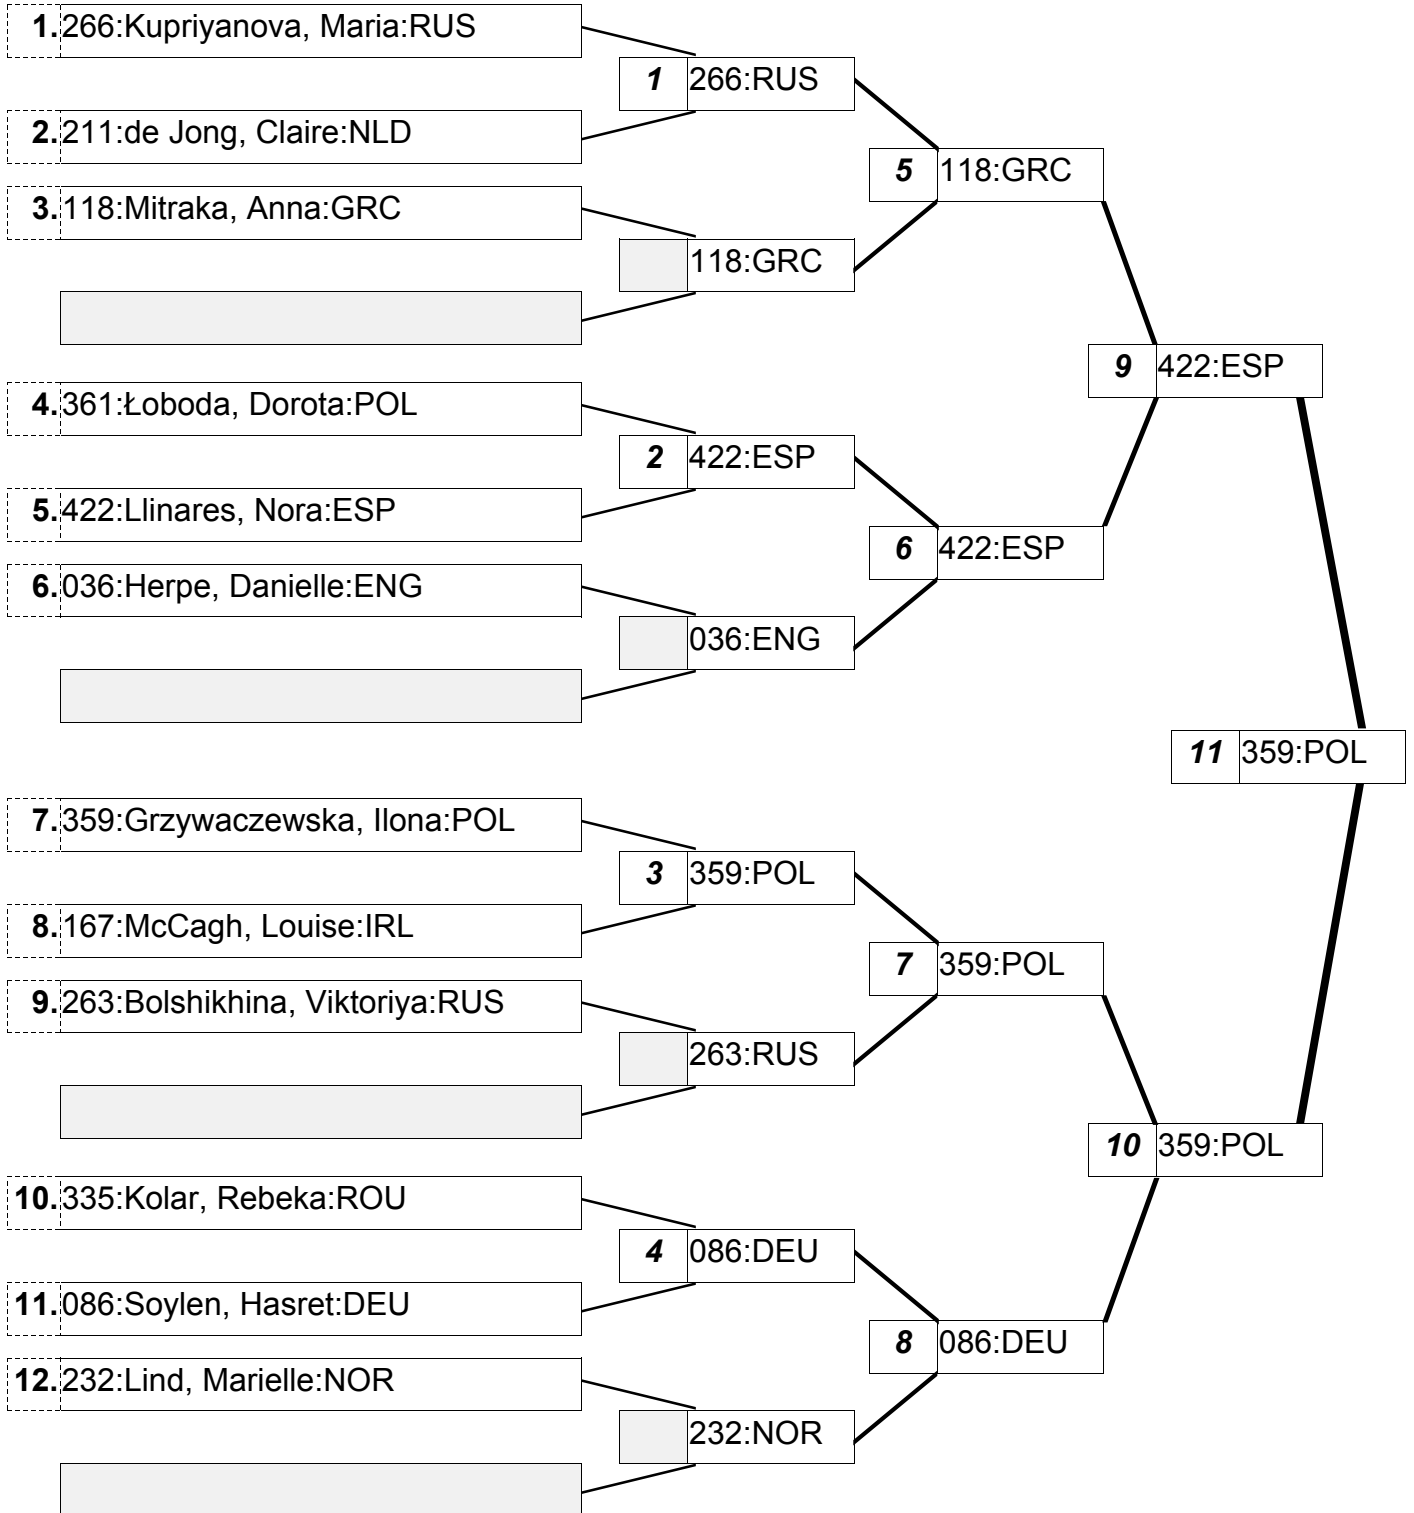 1. 266:Kupriyanova, Maria:RUS
1 266:RUS
2. 211:de Jong, Claire:NLD
5 118:GRC
3. 118:Mitraka, Anna:GRC
118:GRC
9 422:ESP
4. 361:Łoboda, Dorota:POL
2 422:ESP
5. 422:Llinares, Nora:ESP
6 422:ESP
6. 036:Herpe, Danielle:ENG
036:ENG
11 359:POL
7. 359:Grzywaczewska, Ilona:POL
3 359:POL
8. 167:McCagh, Louise:IRL
7 359:POL
9. 263:Bolshikhina, Viktoriya:RUS
263:RUS
10 359:POL
10. 335:Kolar, Rebeka:ROU
4 086:DEU
11. 086:Soylen, Hasret:DEU
8 086:DEU
12. 232:Lind, Marielle:NOR
232:NOR